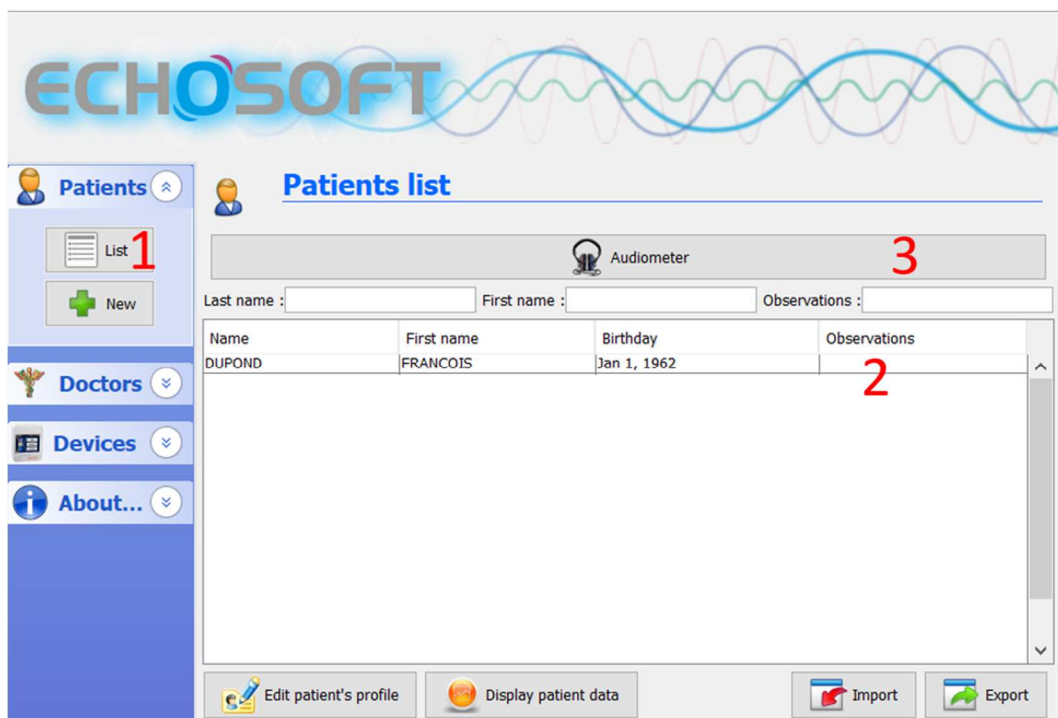 ECHOSOFT
Patients
Patients list
List 1
Audiometer 3
New
Last name : First name : Observations :
Name First name Birthday Observations
DUPOND FRANCOIS Jan 1, 1962
2
Doctors
Devices
About...
Edit patient's profile Display patient data Import Export